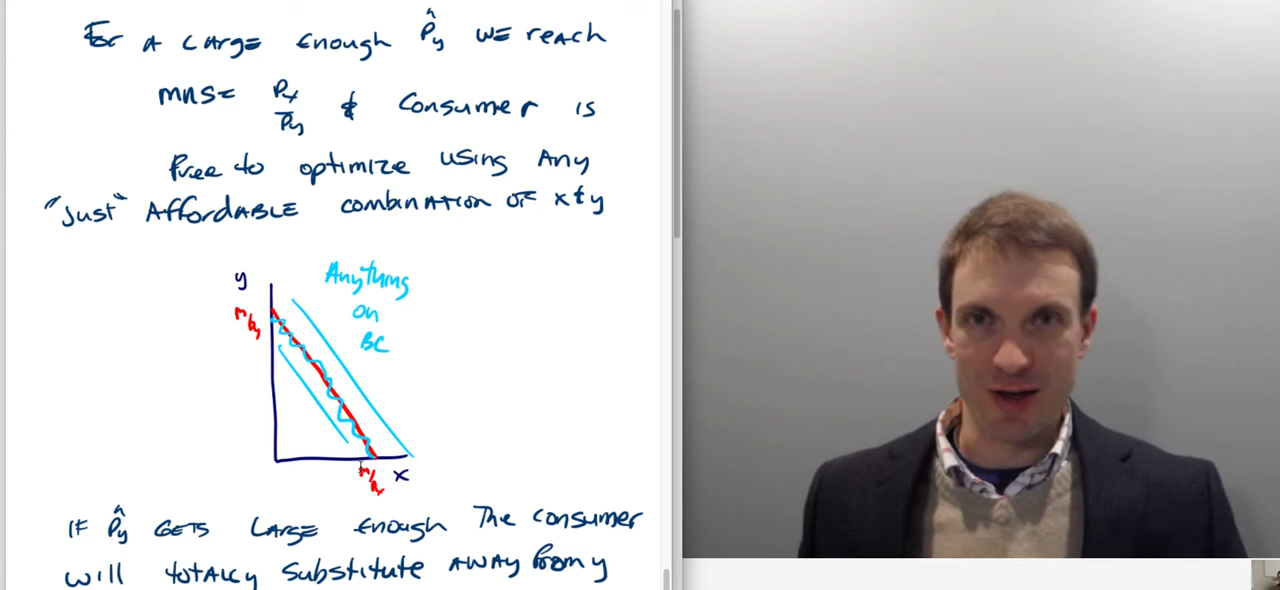 For a Large Enough P̂y we reach
MRS = Px/Py & Consumer is
free to optimize using Any
"just" Affordable combination of x & y
y
Anything
on
BC
m/Py
m/Px
x
If P̂y gets Large Enough The consumer
will totally substitute away from y